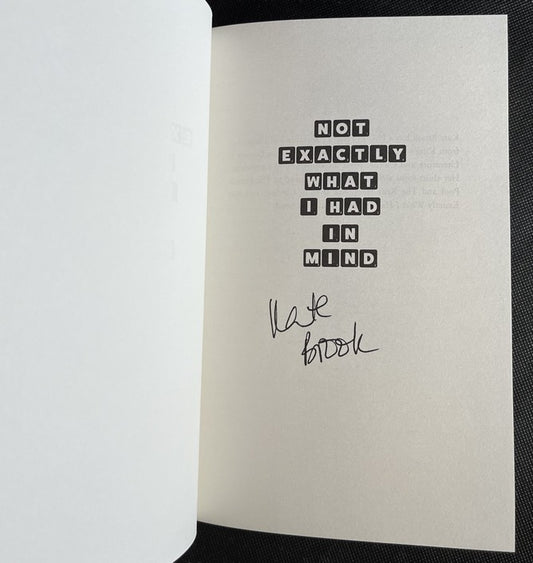 NOT
EXACTLY
WHAT
I HAD
IN
MIND
Kate
Brook